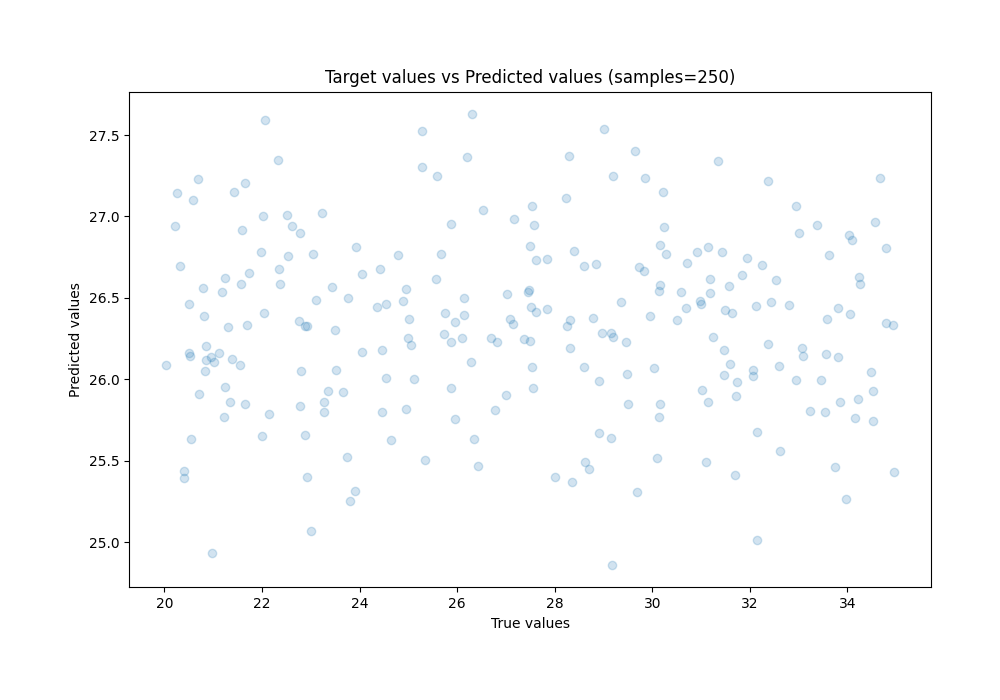 Target values vs Predicted values (samples=250)
27.5
27.0
26.5
26.0
25.5
25.0
Predicted values
20 22 24 26 28 30 32 34
True values